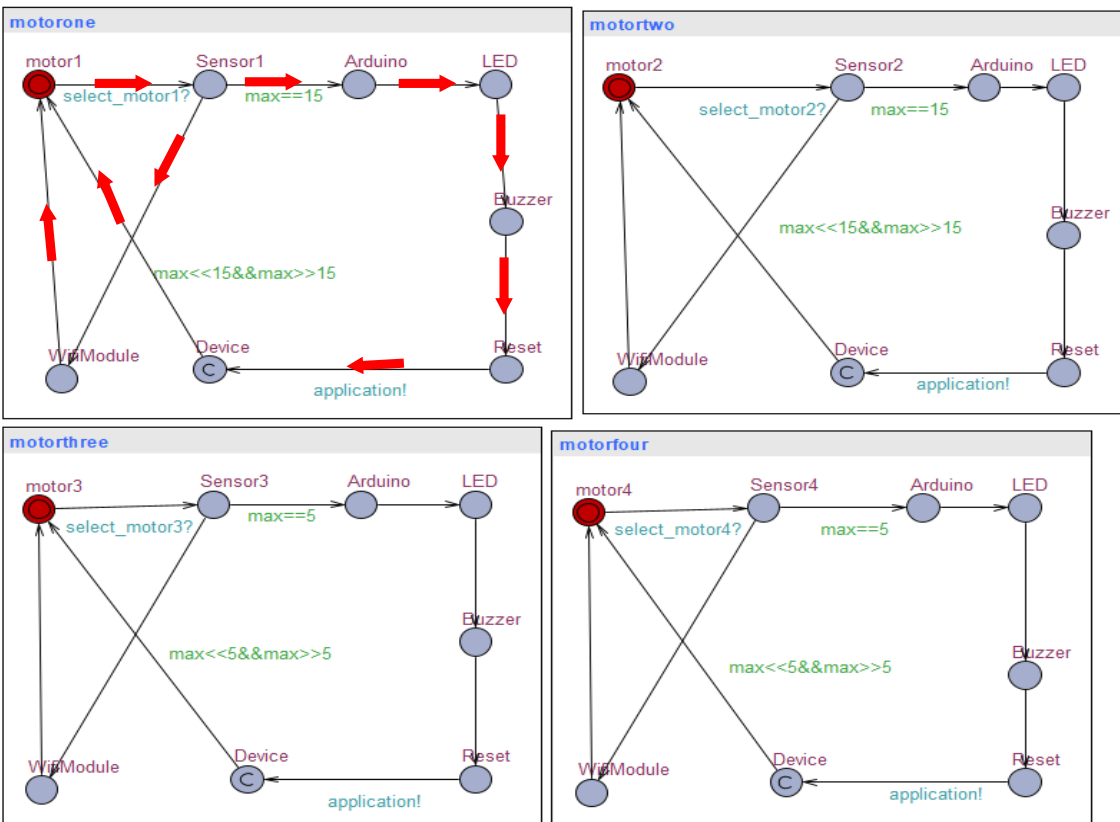 motorone
motor1
Sensor1
Arduino
LED
select_motor1?
max==15
Buzzer
max<<15&&max>>15
WifiModule
Device
C
Reset
application!
motortwo
motor2
Sensor2
Arduino
LED
select_motor2?
max==15
Buzzer
max<<15&&max>>15
WifiModule
Device
C
Reset
application!
motorthree
motor3
Sensor3
Arduino
LED
select_motor3?
max==5
Buzzer
max<<5&&max>>5
WifiModule
Device
C
Reset
application!
motorfour
motor4
Sensor4
Arduino
LED
select_motor4?
max==5
Buzzer
max<<5&&max>>5
WifiModule
Device
C
Reset
application!